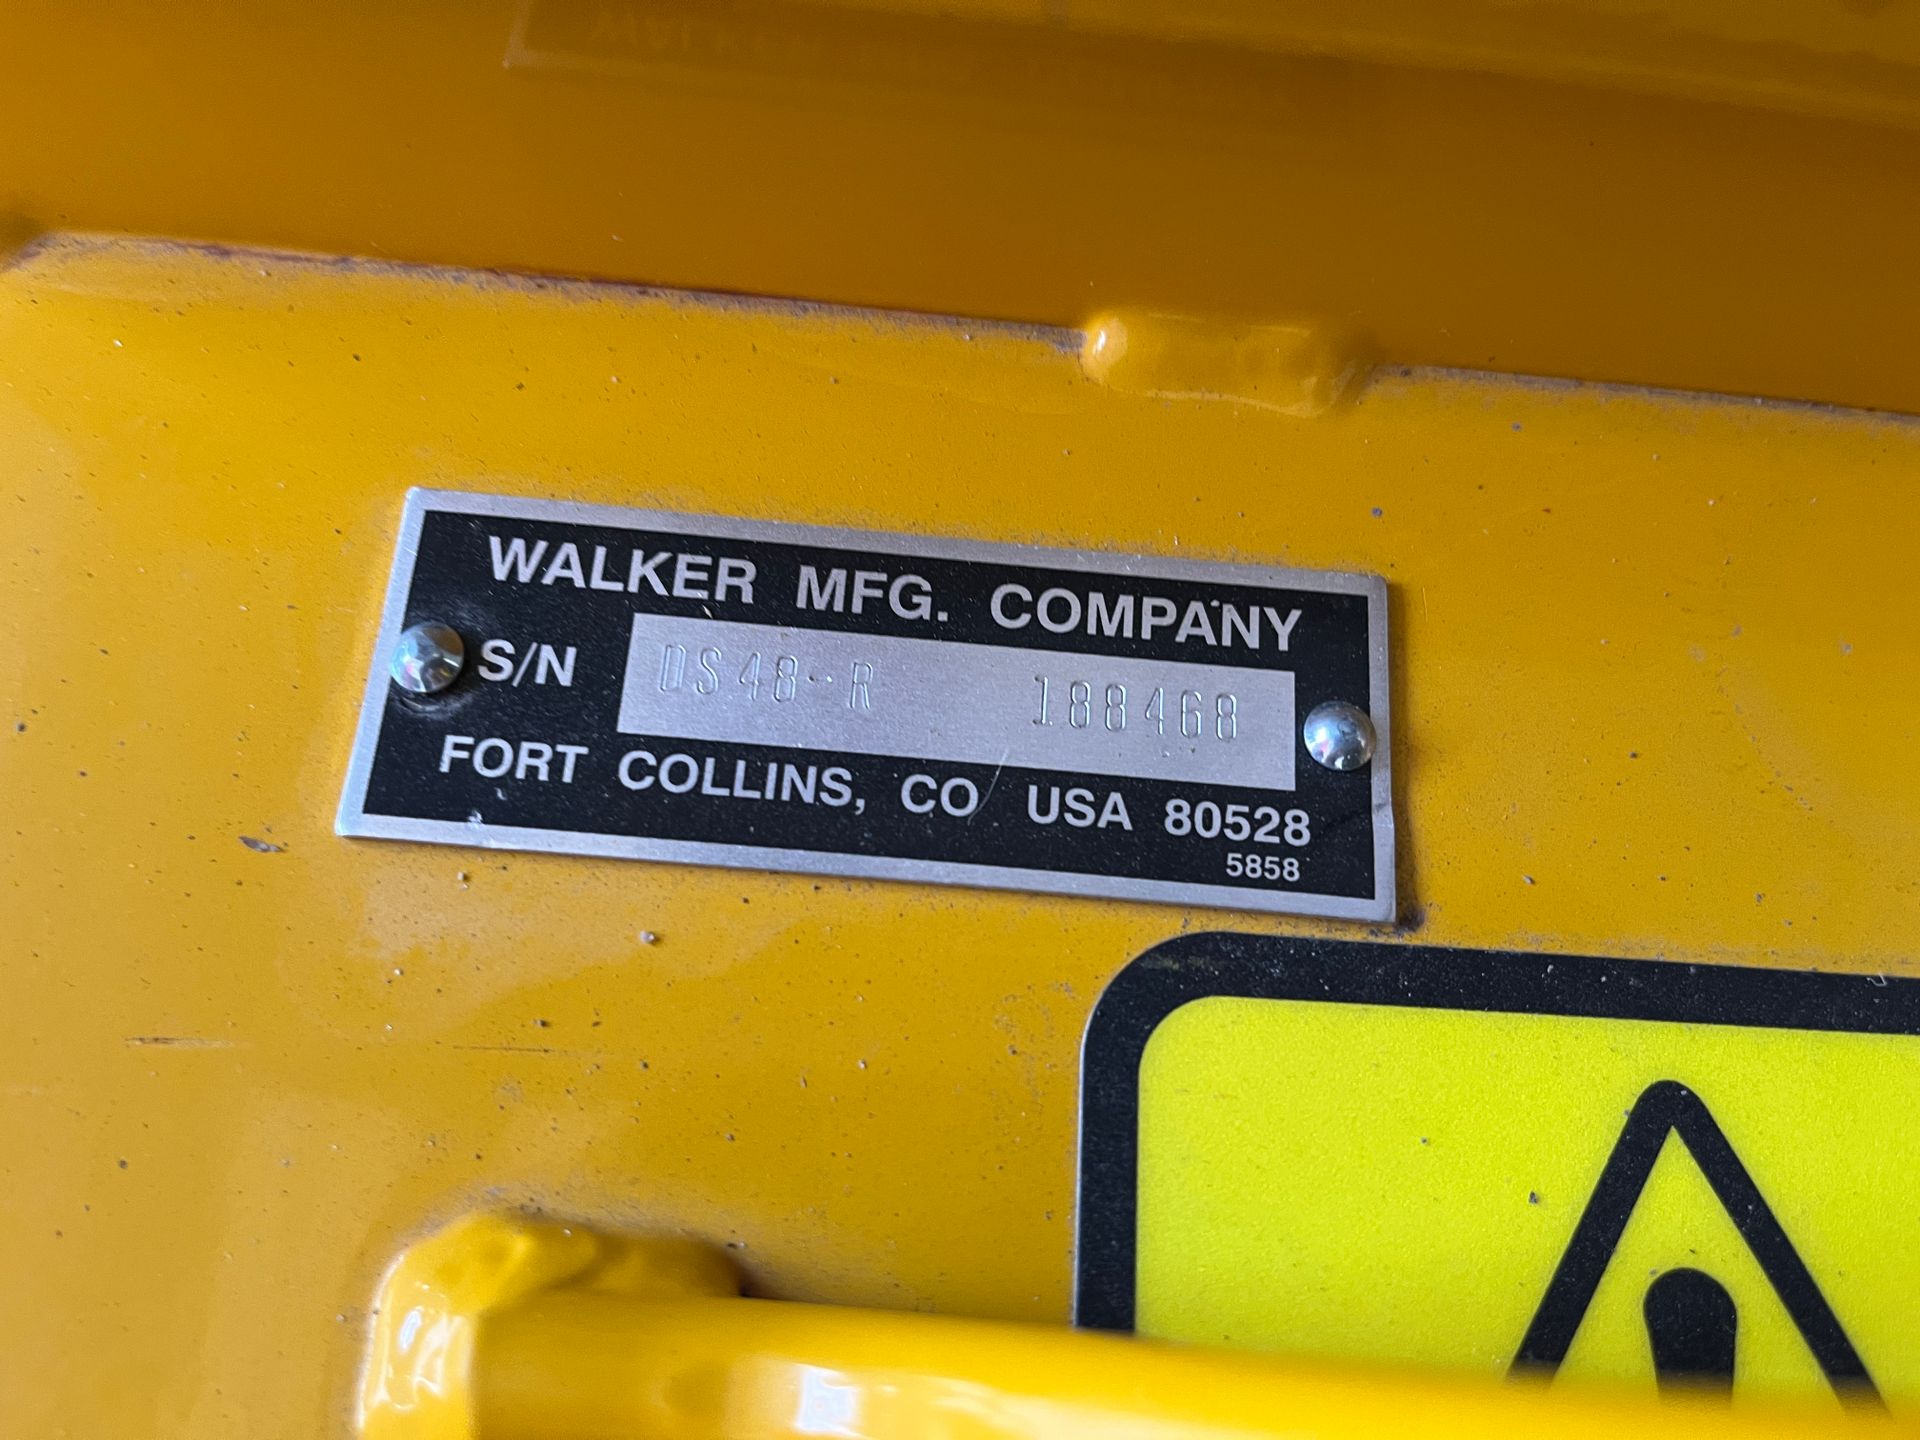 WALKER MFG. COMPANY
S/N DS48-R 188468
FORT COLLINS, CO USA 80528
5858